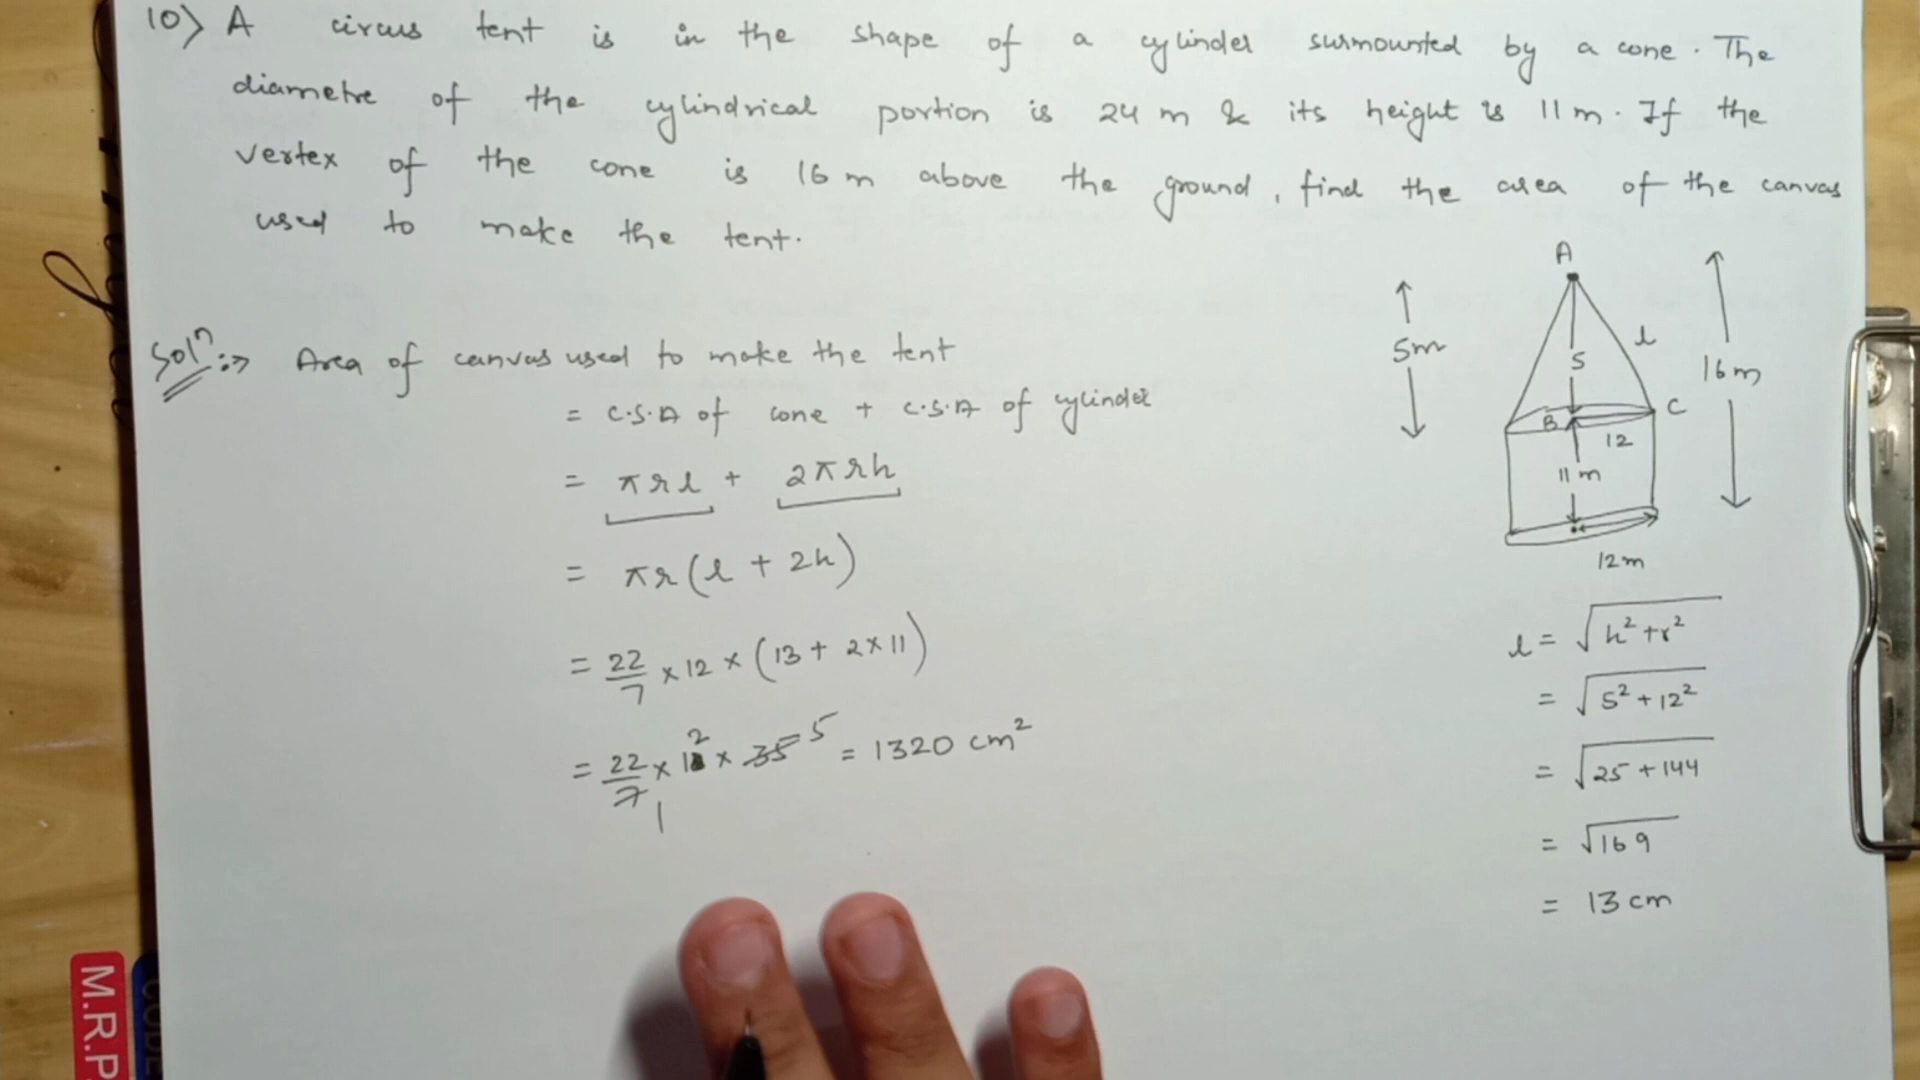 10) A circus tent is in the shape of a cylinder surmounted by a cone. The
diametre of the cylindrical portion is 24 m & its height is 11 m. If the
vertex of the cone is 16 m above the ground, find the area of the canvas
used to make the tent.
Solⁿ :→ Area of canvas used to make the tent
= C.S.A of cone + C.S.A of cylinder
= πrl + 2πrh
= πr(l + 2h)
= 22/7 × 12 × (13 + 2×11)
= 22/7 1 × 12 2 × 35 5 = 1320 cm²
A
5m
l
5
16m
B
C
12
11 m
12m
l = √h²+r²
= √5²+12²
= √25+144
= √169
= 13 cm
M.R.P.
CODE